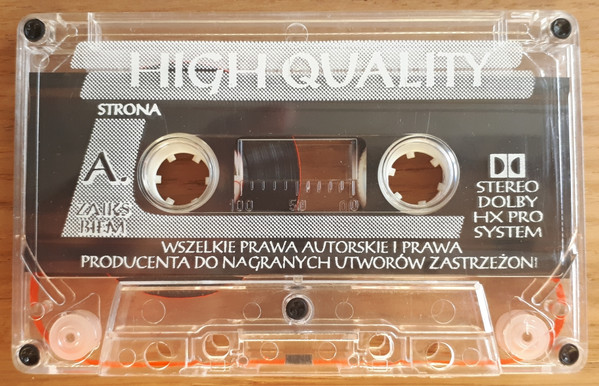 HIGH QUALITY
STRONA
A.
ZAIKS
BIEM
100 50 0
STEREO
DOLBY
HX PRO
SYSTEM
WSZELKIE PRAWA AUTORSKIE I PRAWA
PRODUCENTA DO NAGRANYCH UTWORÓW ZASTRZEŻONE